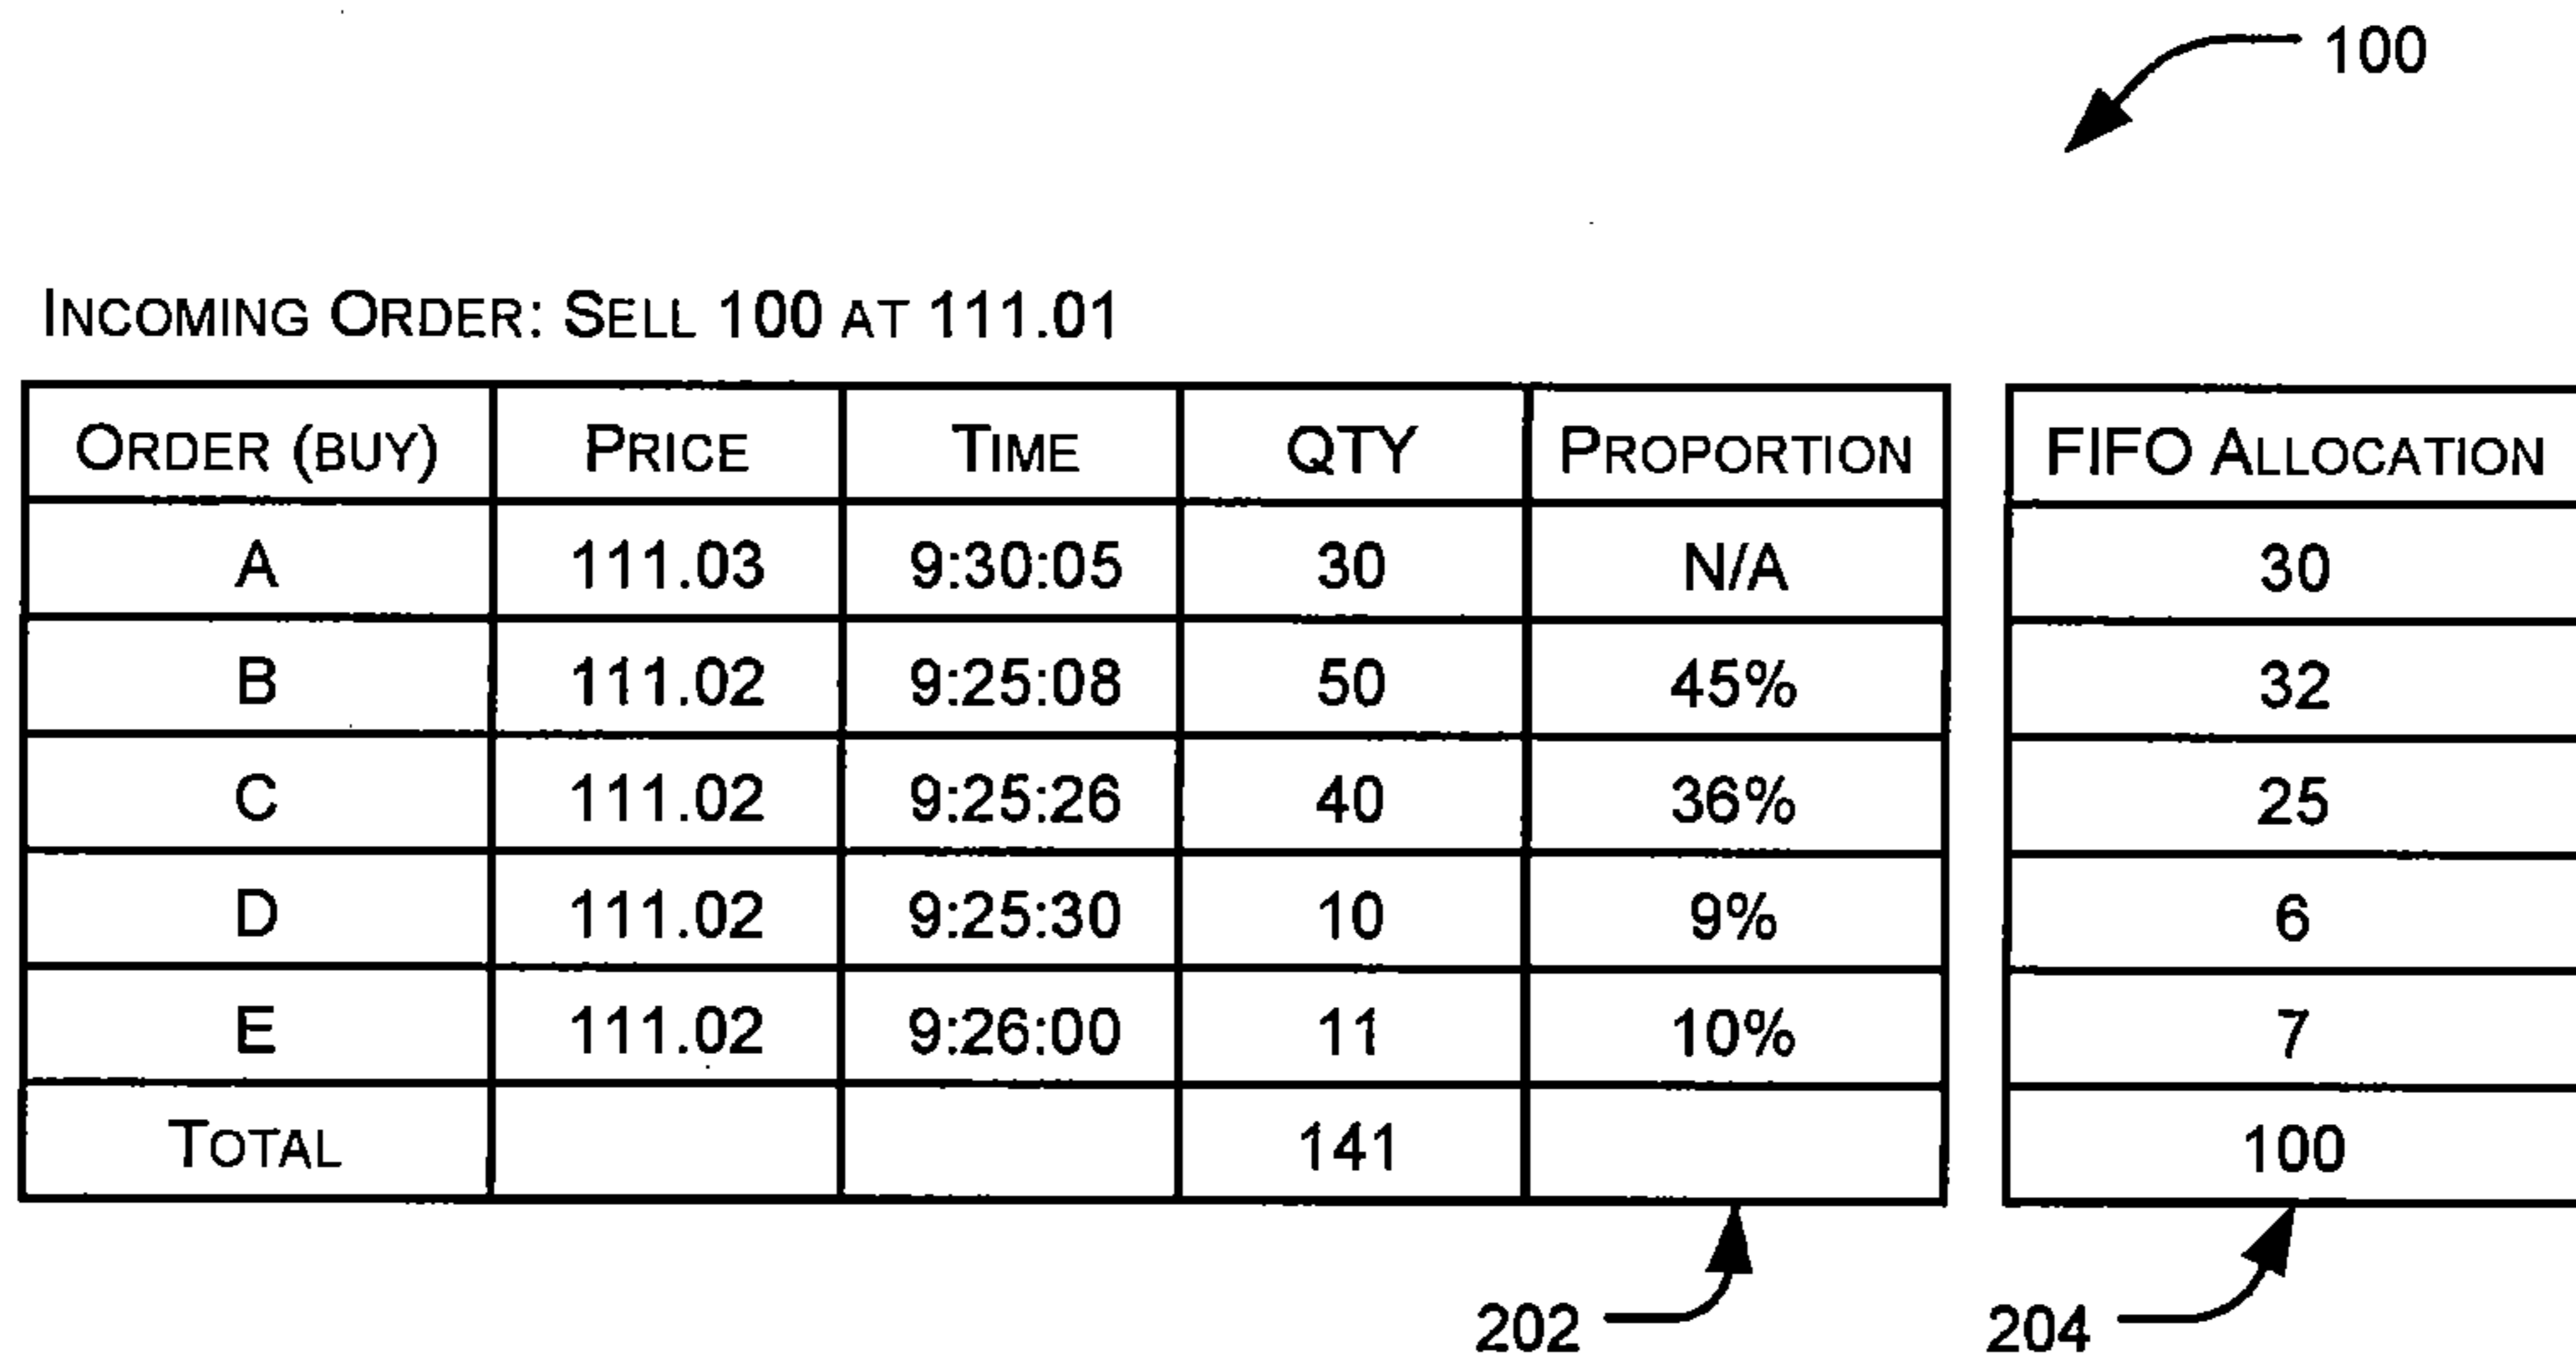 100
INCOMING ORDER: SELL 100 AT 111.01
ORDER (BUY) PRICE TIME QTY PROPORTION FIFO ALLOCATION
A 111.03 9:30:05 30 N/A 30
B 111.02 9:25:08 50 45% 32
C 111.02 9:25:26 40 36% 25
D 111.02 9:25:30 10 9% 6
E 111.02 9:26:00 11 10% 7
TOTAL 141 100
202 204